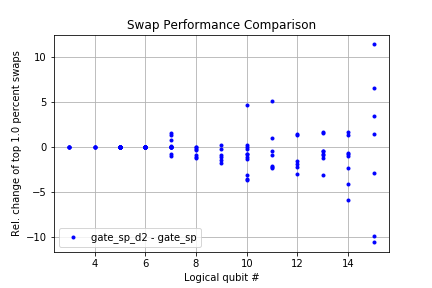 Swap Performance Comparison
Rel. change of top 1.0 percent swaps
10
5
0
−5
−10
gate_sp_d2 - gate_sp
4 6 8 10 12 14
Logical qubit #